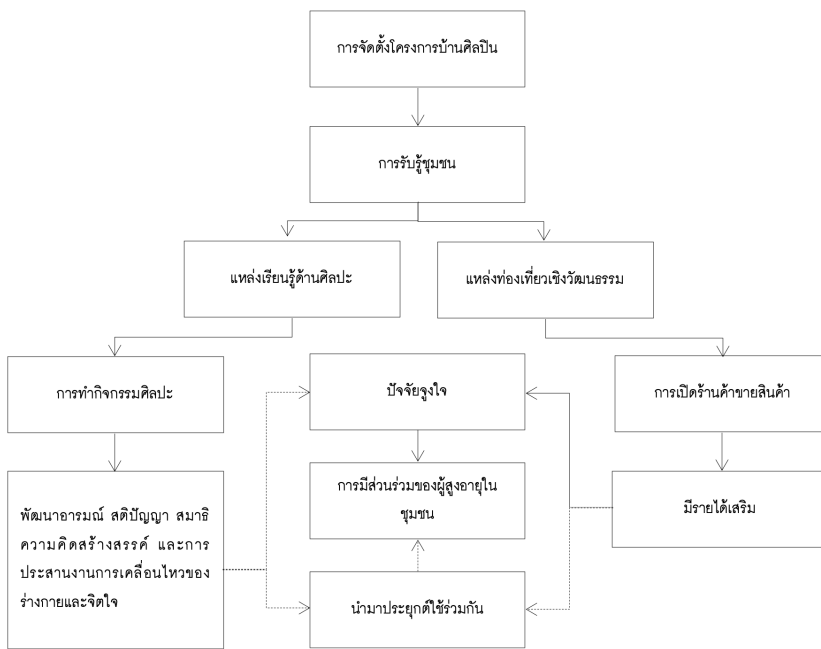 การจัดตั้งโครงการบ้านศิลปิน
การรับรู้ชุมชน
แหล่งเรียนรู้ด้านศิลปะ
แหล่งท่องเที่ยวเชิงวัฒนธรรม
การทำกิจกรรมศิลปะ
ปัจจัยจูงใจ
การเปิดร้านค้าขายสินค้า
พัฒนาอารมณ์ สติปัญญา สมาธิ
ความคิดสร้างสรรค์ และการ
ประสานงานการเคลื่อนไหวของ
ร่างกายและจิตใจ
การมีส่วนร่วมของผู้สูงอายุใน
ชุมชน
มีรายได้เสริม
นำมาประยุกต์ใช้ร่วมกัน